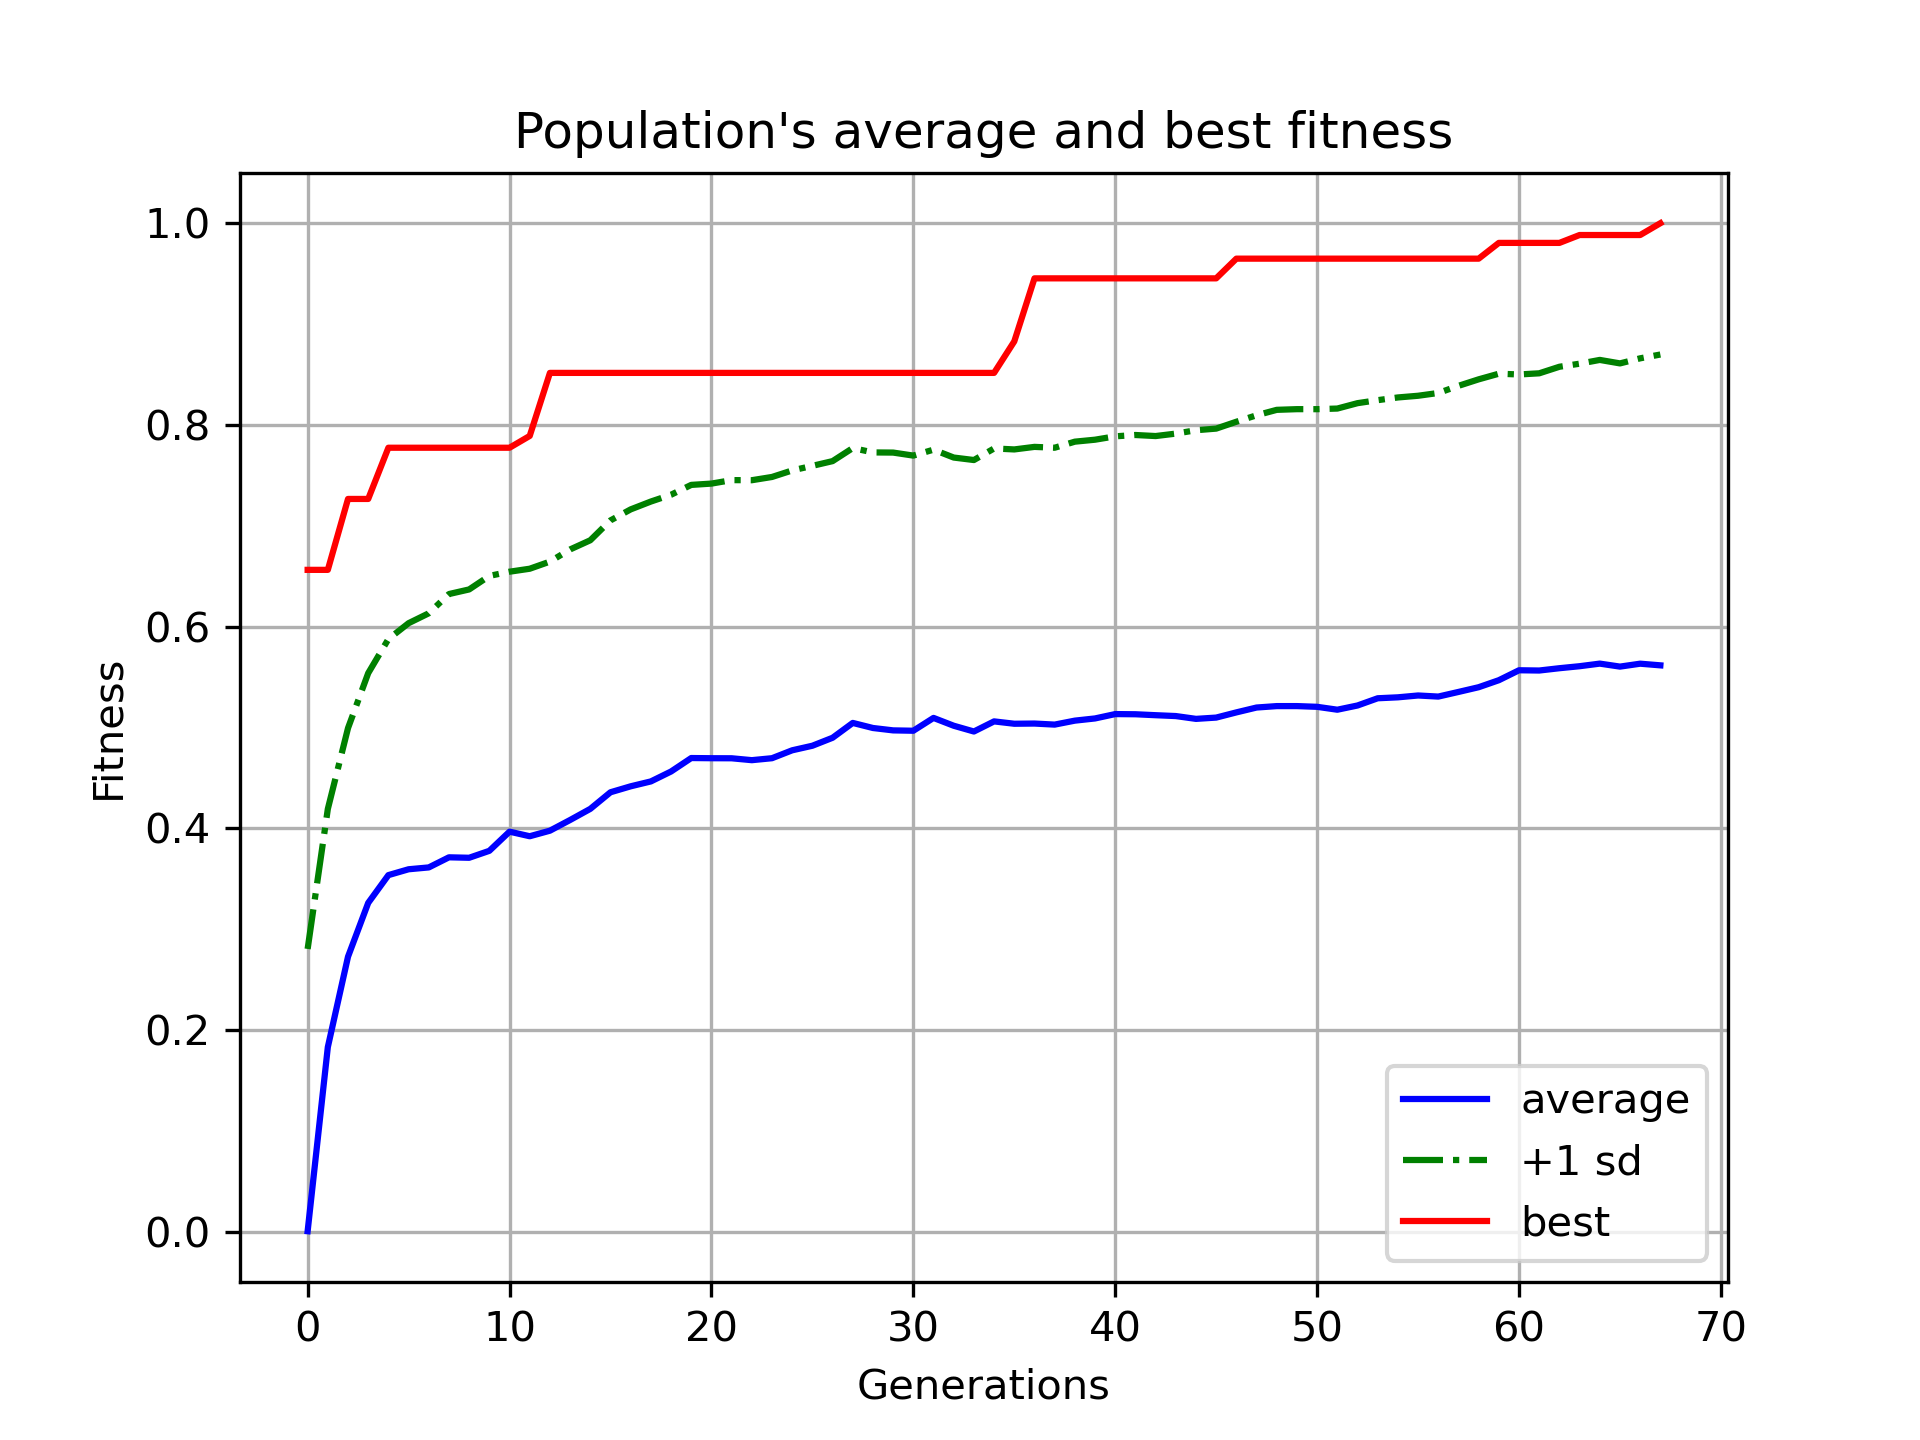 Population's average and best fitness
1.0
0.8
0.6
0.4
0.2
0.0
Fitness
average
+1 sd
best
0 10 20 30 40 50 60 70
Generations